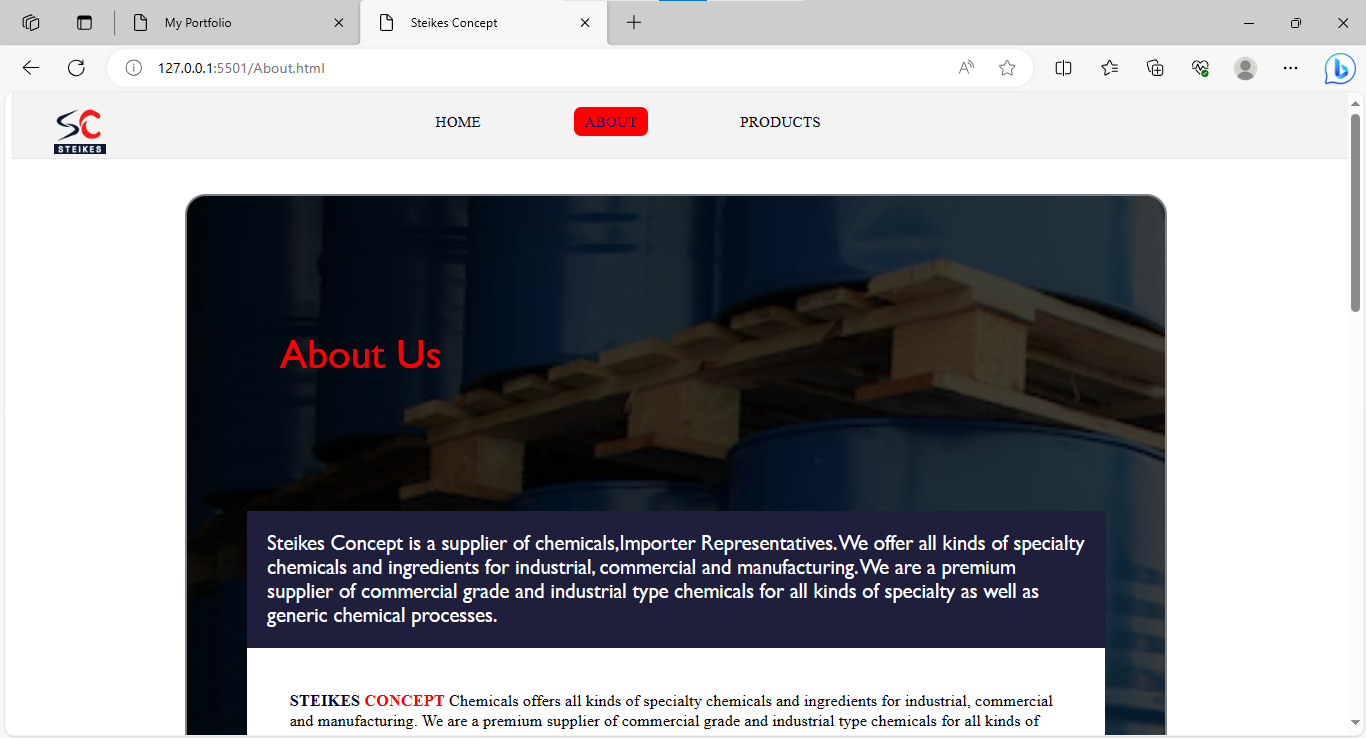 My Portfolio
Steikes Concept
127.0.0.1:5501/About.html
SC
STEIKES
HOME
ABOUT
PRODUCTS
About Us
Steikes Concept is a supplier of chemicals,Importer Representatives.We offer all kinds of specialty
chemicals and ingredients for industrial, commercial and manufacturing.We are a premium
supplier of commercial grade and industrial type chemicals for all kinds of specialty as well as
generic chemical processes.
STEIKES CONCEPT Chemicals offers all kinds of specialty chemicals and ingredients for industrial, commercial
and manufacturing. We are a premium supplier of commercial grade and industrial type chemicals for all kinds of